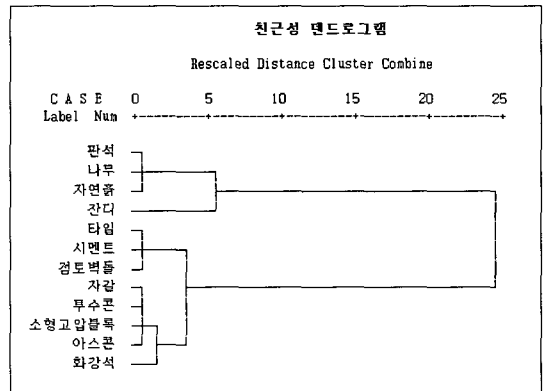 친근성 덴드로그램
Rescaled Distance Cluster Combine
C A S E 0 5 10 15 20 25
Label Num
판석
나무
자연흙
잔디
타일
시멘트
점토벽돌
자갈
투수콘
소형고압블록
아스콘
화강석